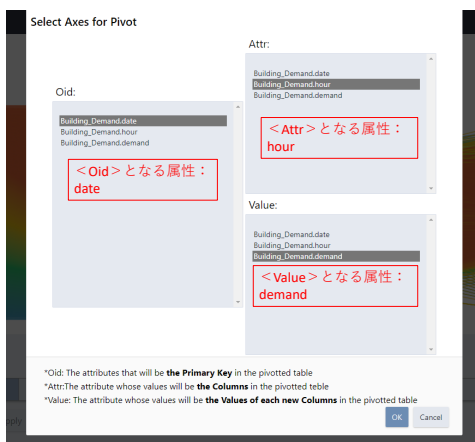 Select Axes for Pivot
Attr:
Building_Demand.date
Building_Demand.hour
Building_Demand.demand
＜Attr＞となる属性：
hour
Oid:
Building_Demand.date
Building_Demand.hour
Building_Demand.demand
＜Oid＞となる属性：
date
Value:
Building_Demand.date
Building_Demand.hour
Building_Demand.demand
＜Value＞となる属性：
demand
*Oid: The attributes that will be the Primary Key in the pivotted table
*Attr:The attribute whose values will be the Columns in the pivotted teble
*Value: The attribute whose values will be the Values of each new Columns in the pivotted table
OK
Cancel